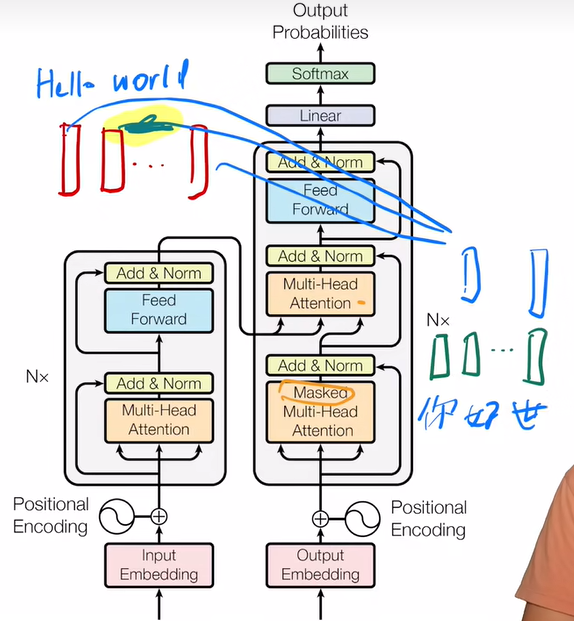 Output
Probabilities
Softmax
Hello world
Linear
Add & Norm
Feed
Forward
Add & Norm
Multi-Head
Attention
Add & Norm
Feed
Forward
N×
Add & Norm
Masked
Multi-Head
Attention
N×
Add & Norm
Multi-Head
Attention
你好世
Positional
Encoding
Positional
Encoding
Input
Embedding
Output
Embedding